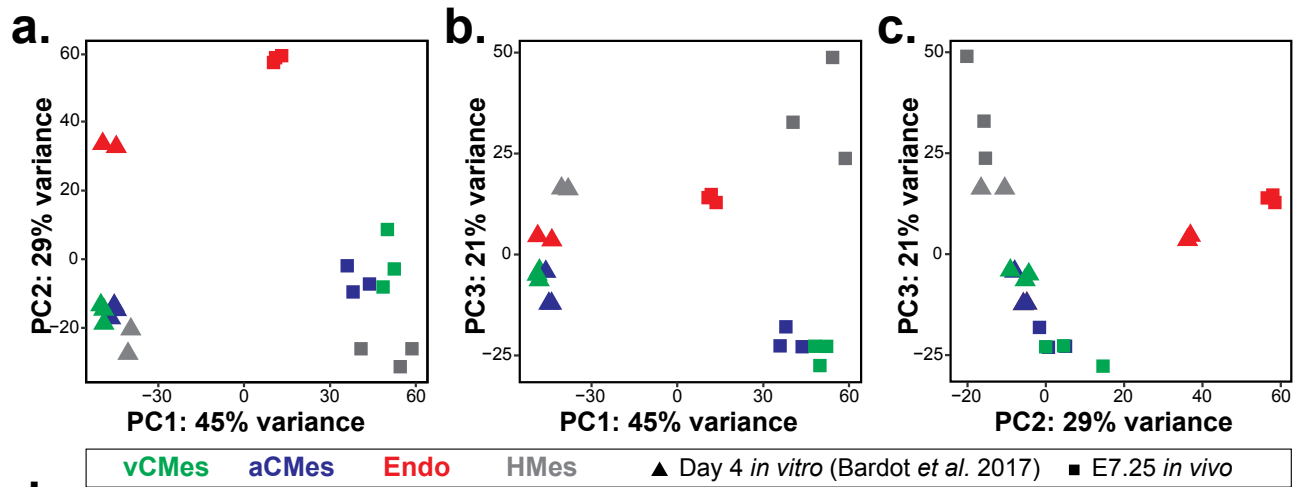 a.
60
40
20
0
−20
−30
0
30
60
PC2: 29% variance
PC1: 45% variance
b.
50
25
0
−25
−30
0
30
60
PC3: 21% variance
PC1: 45% variance
c.
50
25
0
−25
−20
0
20
40
60
PC3: 21% variance
PC2: 29% variance
vCMes aCMes Endo HMes ▲ Day 4 in vitro (Bardot et al. 2017) ■ E7.25 in vivo